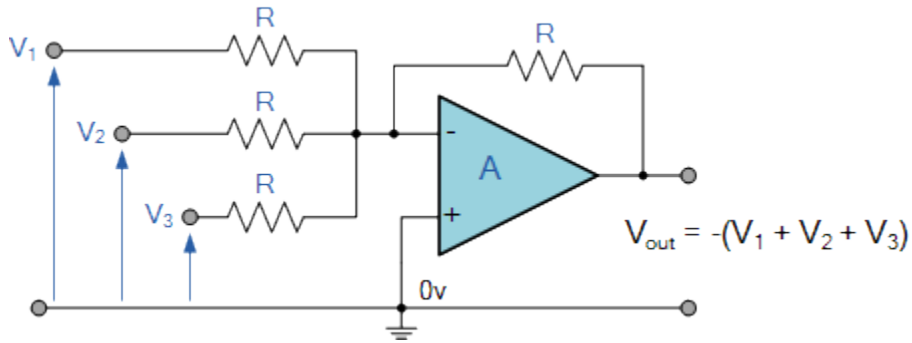 R
R
V₁
R
V₂
-
A
R
V₃
+
Vout = -(V₁ + V₂ + V₃)
0v